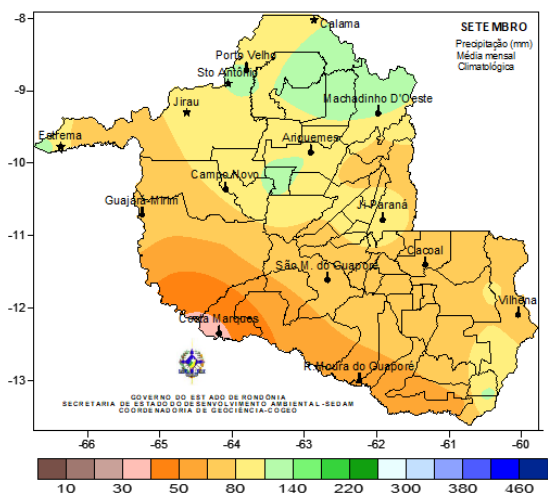 SETEMBRO
Precipitação (mm)
Média mensal
Climatológica
-8
Calama
Porto Velho
Sto Antônio
-9
Jirau
Machadinho D'Oeste
Extrema
Ariquemes
-10
Campo Novo
Guajará-Mirim
Ji Paraná
-11
São M. do Guaporé
Cacoal
-12
Costa Marques
Vilhena
-13
R.Moura do Guaporé
GOVERNO DO ESTADO DE RONDÔNIA
SECRETARIA DE ESTADO DO DESENVOLVIMENTO AMBIENTAL-SEDAM
COORDENADORIA DE GEOCIÊNCIA-COGEO
-66 -65 -64 -63 -62 -61 -60
10 30 50 80 140 220 300 380 460